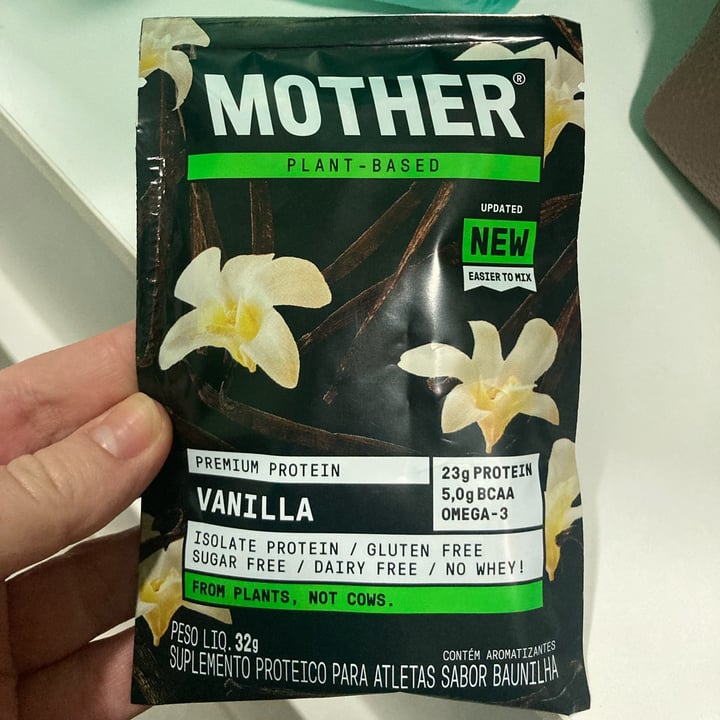 MOTHER®
PLANT-BASED
UPDATED
NEW
EASIER TO MIX
PREMIUM PROTEIN
VANILLA
23g PROTEIN
5,0g BCAA
OMEGA-3
ISOLATE PROTEIN / GLUTEN FREE
SUGAR FREE / DAIRY FREE / NO WHEY!
FROM PLANTS, NOT COWS.
PESO LIQ. 32g
CONTÉM AROMATIZANTES
SUPLEMENTO PROTEICO PARA ATLETAS SABOR BAUNILHA